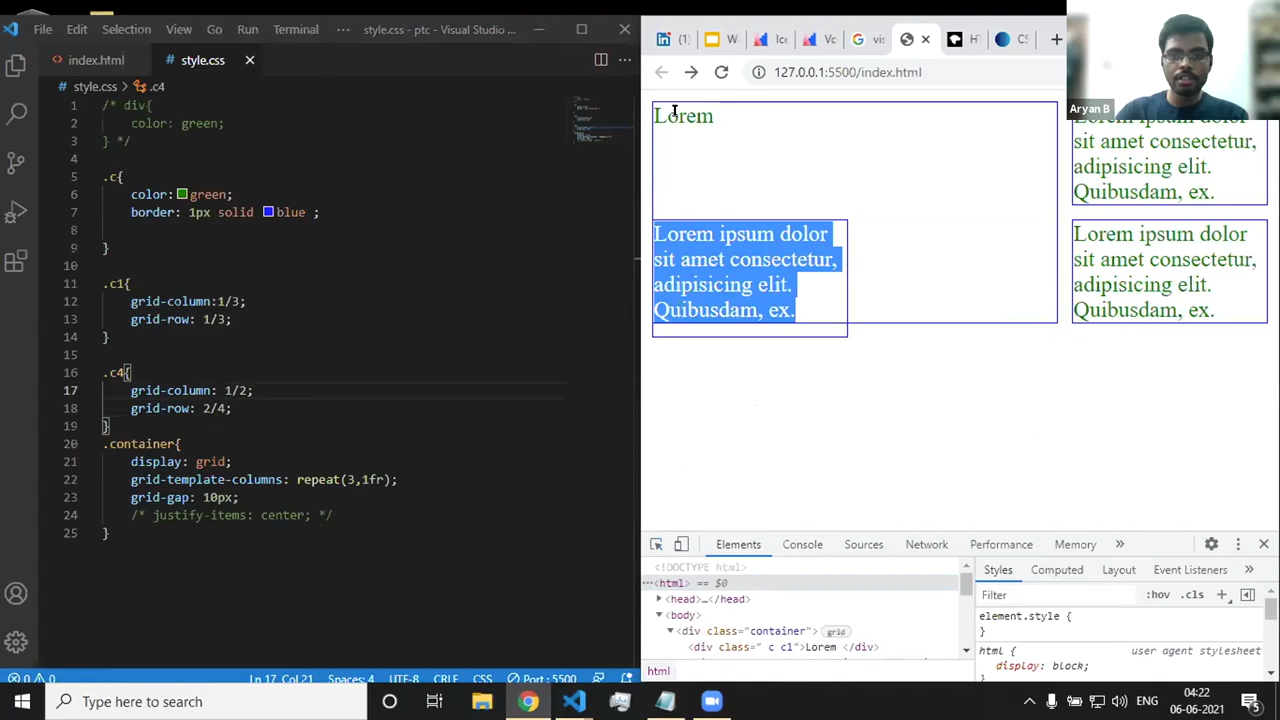 File Edit Selection View Go Run Terminal ··· style.css - ptc - Visual Studio ...
index.html style.css
style.css > .c4
1 /* div{
2 color: green;
3 } */
4
5 .c{
6 color: green;
7 border: 1px solid blue ;
8
9 }
10
11 .c1{
12 grid-column:1/3;
13 grid-row: 1/3;
14 }
15
16 .c4{
17 grid-column: 1/2;
18 grid-row: 2/4;
19 }
20 .container{
21 display: grid;
22 grid-template-columns: repeat(3,1fr);
23 grid-gap: 10px;
24 /* justify-items: center; */
25 }
0 0 Ln 17, Col 21 Spaces: 4 UTF-8 CRLF CSS Port : 5500
(1) W Ice Vc vis H CS
127.0.0.1:5500/index.html
Aryan B
Lorem
sit amet consectetur,
adipisicing elit.
Quibusdam, ex.
Lorem ipsum dolor
sit amet consectetur,
adipisicing elit.
Quibusdam, ex.
Lorem ipsum dolor
sit amet consectetur,
adipisicing elit.
Quibusdam, ex.
Elements Console Sources Network Performance Memory »
<!DOCTYPE html>
···<html> == $0
<head>…</head>
<body>
<div class="container"> grid
<div class=" c c1">Lorem </div>
html
Styles Computed Layout Event Listeners »
Filter :hov .cls +
element.style {
}
html { user agent stylesheet
display: block;
Type here to search
ENG 04:22
06-06-2021 5